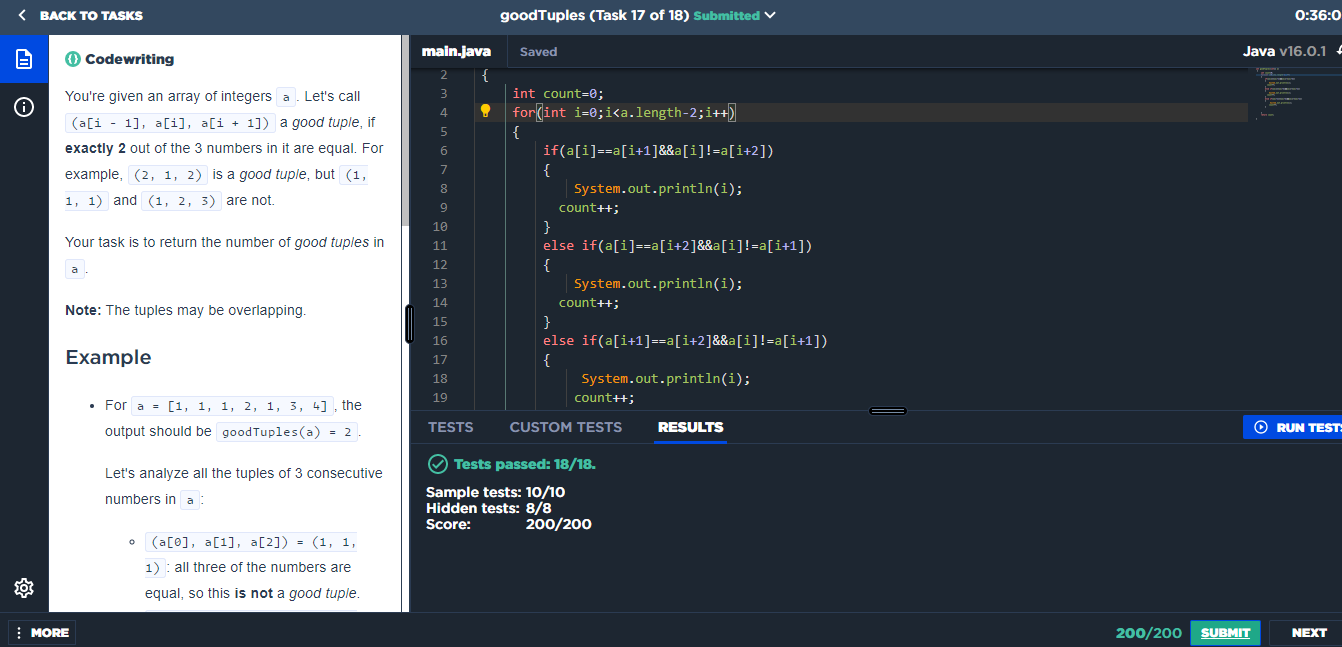 BACK TO TASKS
goodTuples (Task 17 of 18) Submitted
0:36:0
Codewriting
You're given an array of integers a . Let's call
(a[i - 1], a[i], a[i + 1]) a good tuple, if
exactly 2 out of the 3 numbers in it are equal. For
example, (2, 1, 2) is a good tuple, but (1,
1, 1) and (1, 2, 3) are not.
Your task is to return the number of good tuples in
a .
Note: The tuples may be overlapping.
Example
• For a = [1, 1, 1, 2, 1, 3, 4] , the
output should be goodTuples(a) = 2 .
Let's analyze all the tuples of 3 consecutive
numbers in a :
(a[0], a[1], a[2]) = (1, 1,
1) : all three of the numbers are
equal, so this is not a good tuple.
main.java Saved
Java v16.0.1
2 {
3 int count=0;
4 for(int i=0;i<a.length-2;i++)
5 {
6 if(a[i]==a[i+1]&&a[i]!=a[i+2])
7 {
8 System.out.println(i);
9 count++;
10 }
11 else if(a[i]==a[i+2]&&a[i]!=a[i+1])
12 {
13 System.out.println(i);
14 count++;
15 }
16 else if(a[i+1]==a[i+2]&&a[i]!=a[i+1])
17 {
18 System.out.println(i);
19 count++;
TESTS CUSTOM TESTS RESULTS
RUN TEST
Tests passed: 18/18.
Sample tests: 10/10
Hidden tests: 8/8
Score: 200/200
MORE
200/200 SUBMIT NEXT